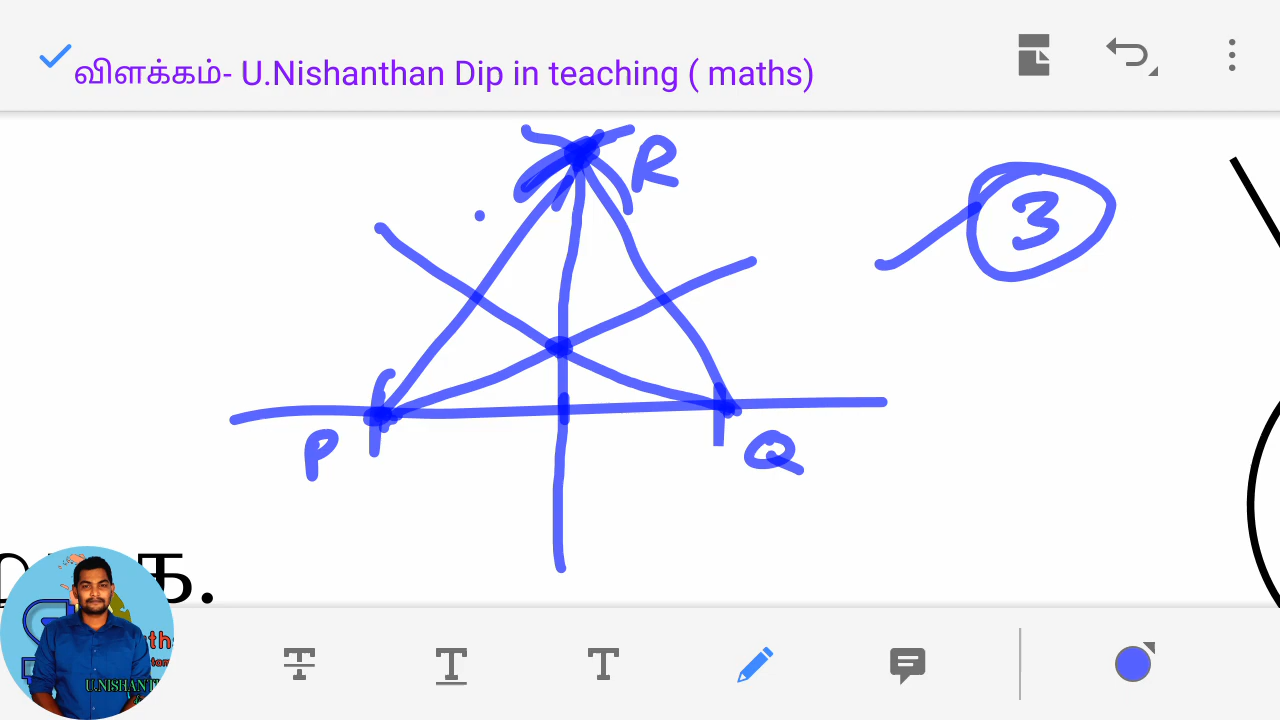 விளக்கம்- U.Nishanthan Dip in teaching ( maths)
R
3
P
Q
க.
T
T
T
U.NISHANTH